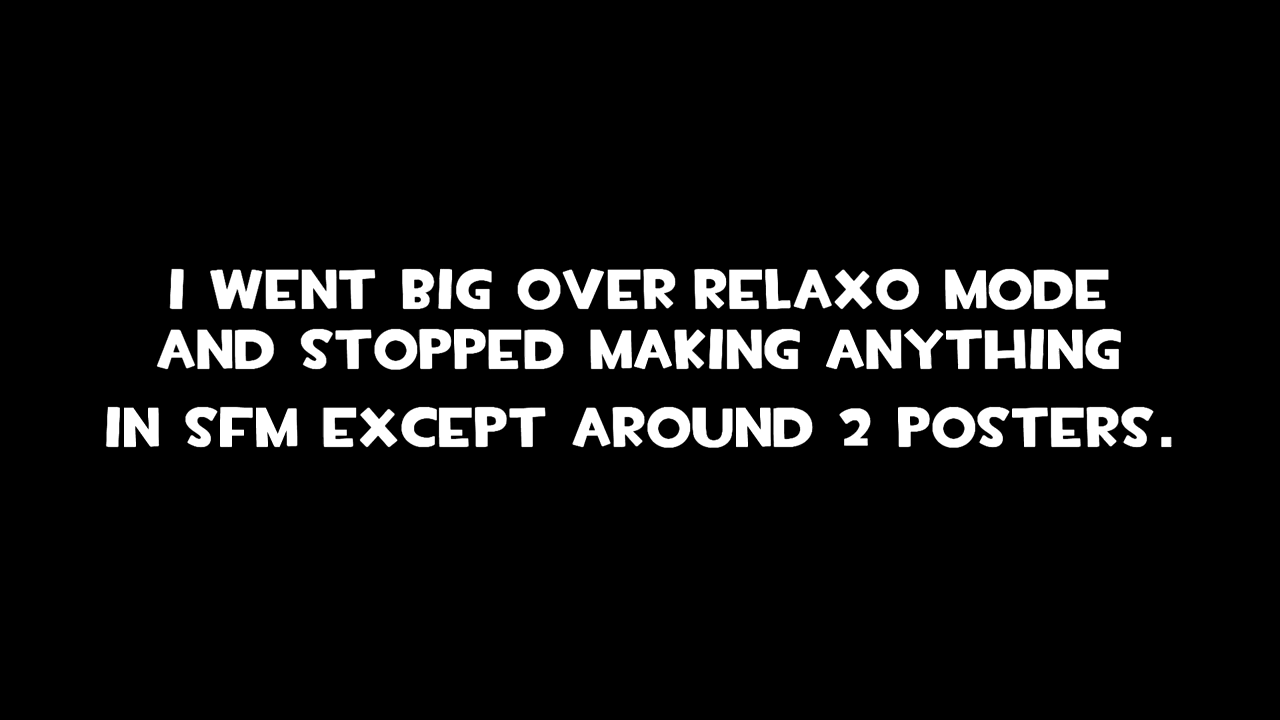 I WENT BIG OVER RELAXO MODE
AND STOPPED MAKING ANYTHING
IN SFM EXCEPT AROUND 2 POSTERS.